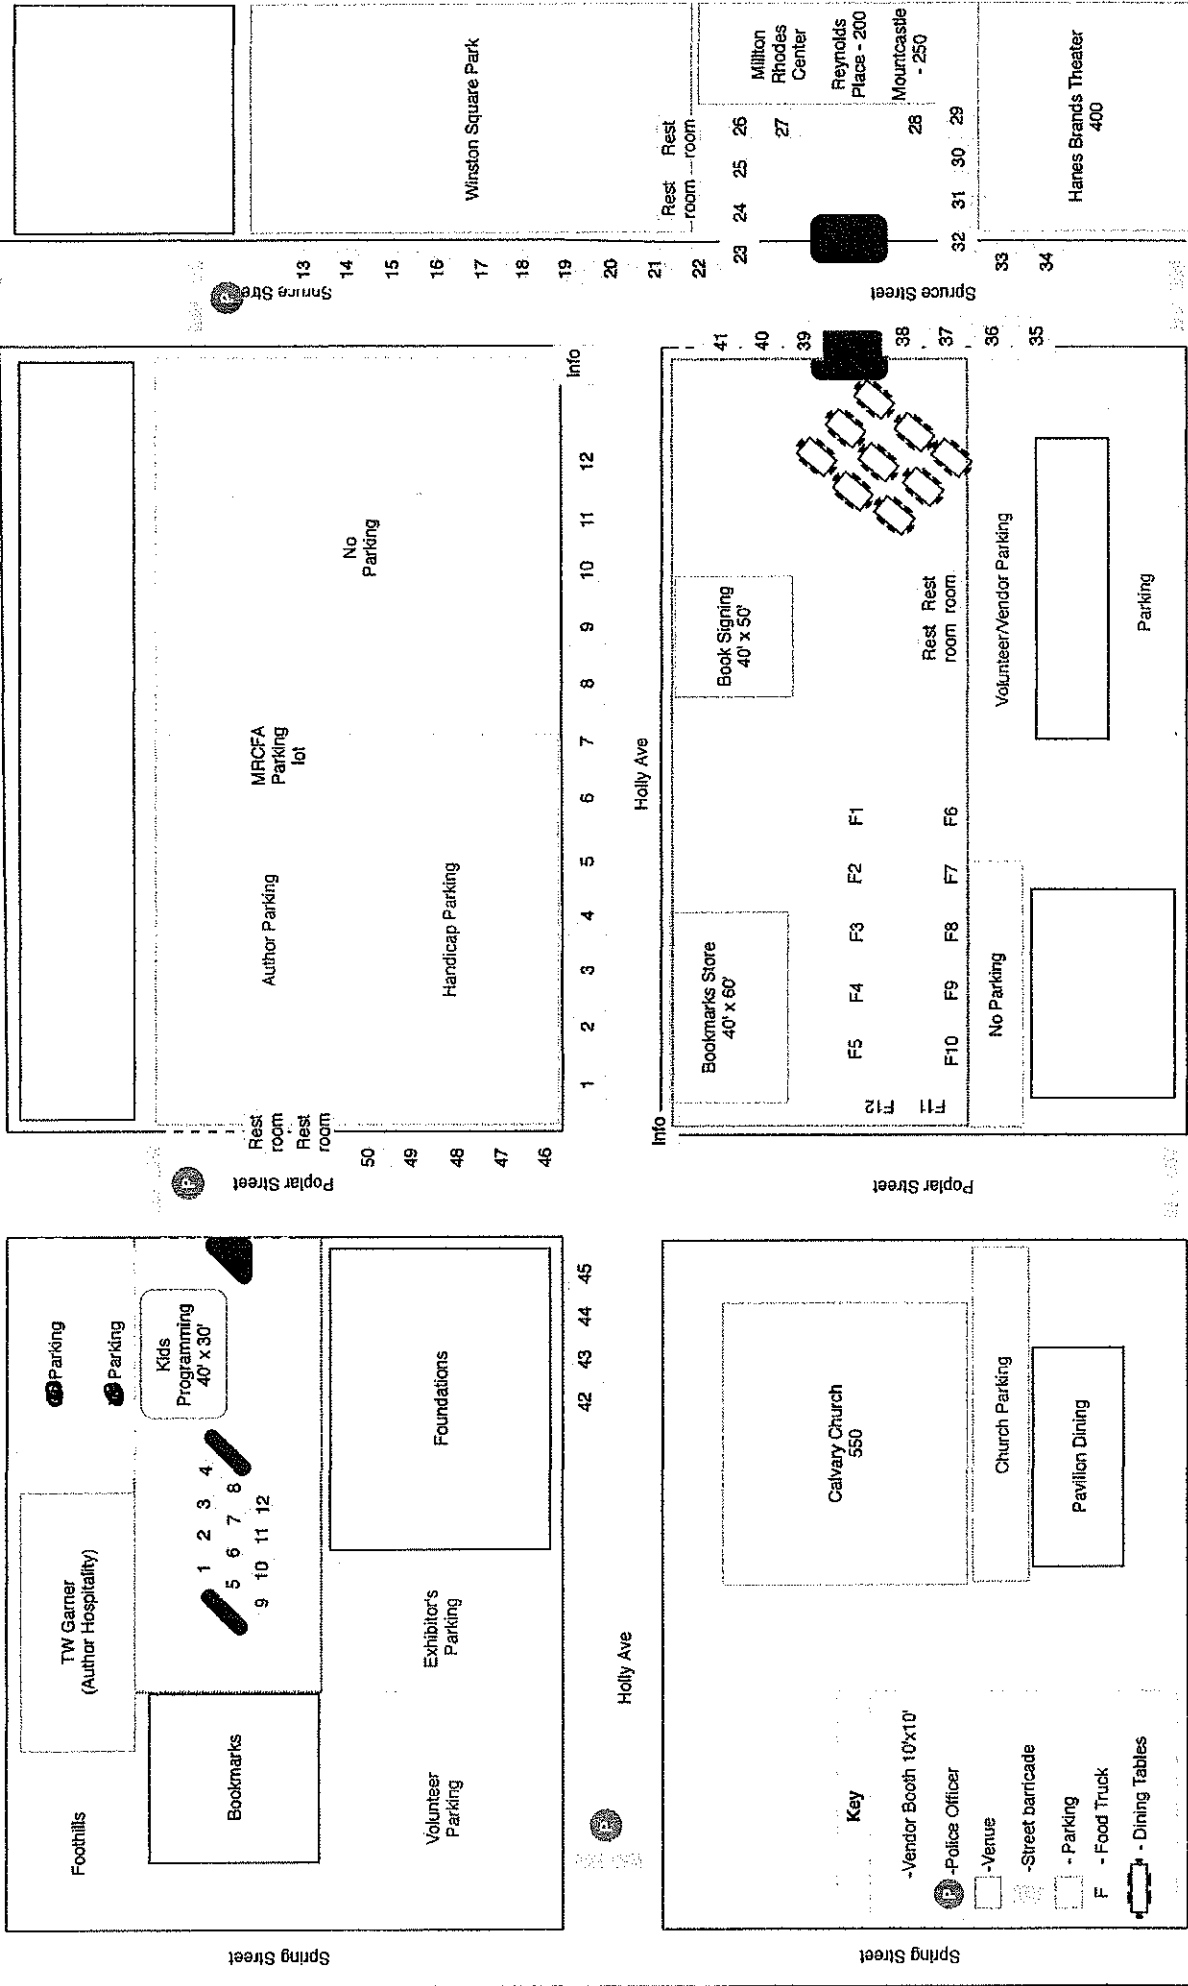 Spring Street
Foothills
TW Garner
(Author Hospitality)
Parking
Parking
Bookmarks
1 2 3 4
5 6 7 8
9 10 11 12
Kids
Programming
40' x 30'
Volunteer
Parking
Exhibitor's
Parking
Foundations
42 43 44 45
P
Holly Ave
P
Poplar Street
Rest
room
Rest
room
50
49
48
47
46
Author Parking
MRCFA
Parking
lot
No
Parking
Handicap Parking
Info
1 2 3 4 5 6 7 8 9 10 11 12
Holly Ave
P
Spruce Street
13
14
15
16
17
18
19
20
21
22
Winston Square Park
Rest
room
Rest
room
23 24 25 26
27
28
32 31 30 29
33
34
Millton
Rhodes
Center
Reynolds
Place - 200
Mountcastle
- 250
Hanes Brands Theater
400
Spruce Street
Spring Street
Key
-Vendor Booth 10'x10'
P -Police Officer
-Venue
-Street barricade
- Parking
F - Food Truck
- Dining Tables
Calvary Church
550
Church Parking
Pavilion Dining
Poplar Street
Info
Bookmarks Store
40' x 60'
Book Signing
40' x 50'
F5 F4 F3 F2 F1
F12
F11
F10 F9 F8 F7 F6
Rest
room
Rest
room
41
40
39
38
37
36
35
No Parking
Volunteer/Vendor Parking
Parking